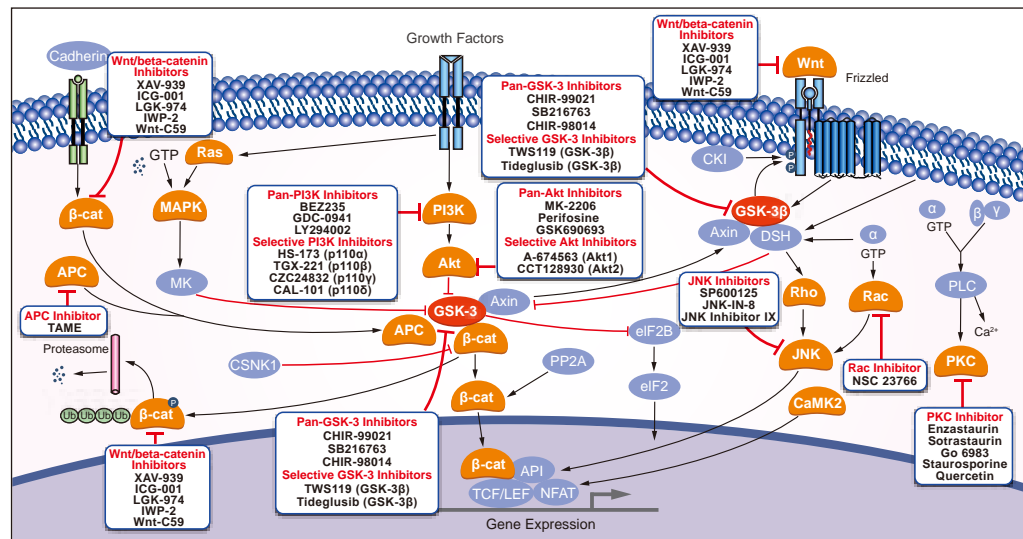 Cadherin
Wnt/beta-catenin
Inhibitors
XAV-939
ICG-001
LGK-974
IWP-2
Wnt-C59
Growth Factors
Wnt/beta-catenin
Inhibitors
XAV-939
ICG-001
LGK-974
IWP-2
Wnt-C59
Wnt
Frizzled
Pan-GSK-3 Inhibitors
CHIR-99021
SB216763
CHIR-98014
Selective GSK-3 Inhibitors
TWS119 (GSK-3β)
Tideglusib (GSK-3β)
CKI
P
P
GTP
Ras
β-cat
MAPK
Pan-PI3K Inhibitors
BEZ235
GDC-0941
LY294002
Selective PI3K Inhibitors
HS-173 (p110α)
TGX-221 (p110β)
CZC24832 (p110γ)
CAL-101 (p110δ)
PI3K
Akt
Pan-Akt Inhibitors
MK-2206
Perifosine
GSK690693
Selective Akt Inhibitors
A-674563 (Akt1)
CCT128930 (Akt2)
GSK-3β
Axin
DSH
α
GTP
α
GTP
β
γ
APC
APC Inhibitor
TAME
MK
GSK-3
Axin
APC
β-cat
eIF2B
JNK Inhibitors
SP600125
JNK-IN-8
JNK Inhibitor IX
Rho
Rac
PLC
Ca2+
Proteasome
CSNK1
PP2A
eIF2
JNK
Rac Inhibitor
NSC 23766
PKC
CaMK2
Ub
Ub
Ub
Ub
β-cat
P
β-cat
PKC Inhibitor
Enzastaurin
Sotrastaurin
Go 6983
Staurosporine
Quercetin
Wnt/beta-catenin
Inhibitors
XAV-939
ICG-001
LGK-974
IWP-2
Wnt-C59
Pan-GSK-3 Inhibitors
CHIR-99021
SB216763
CHIR-98014
Selective GSK-3 Inhibitors
TWS119 (GSK-3β)
Tideglusib (GSK-3β)
β-cat
API
TCF/LEF
NFAT
Gene Expression